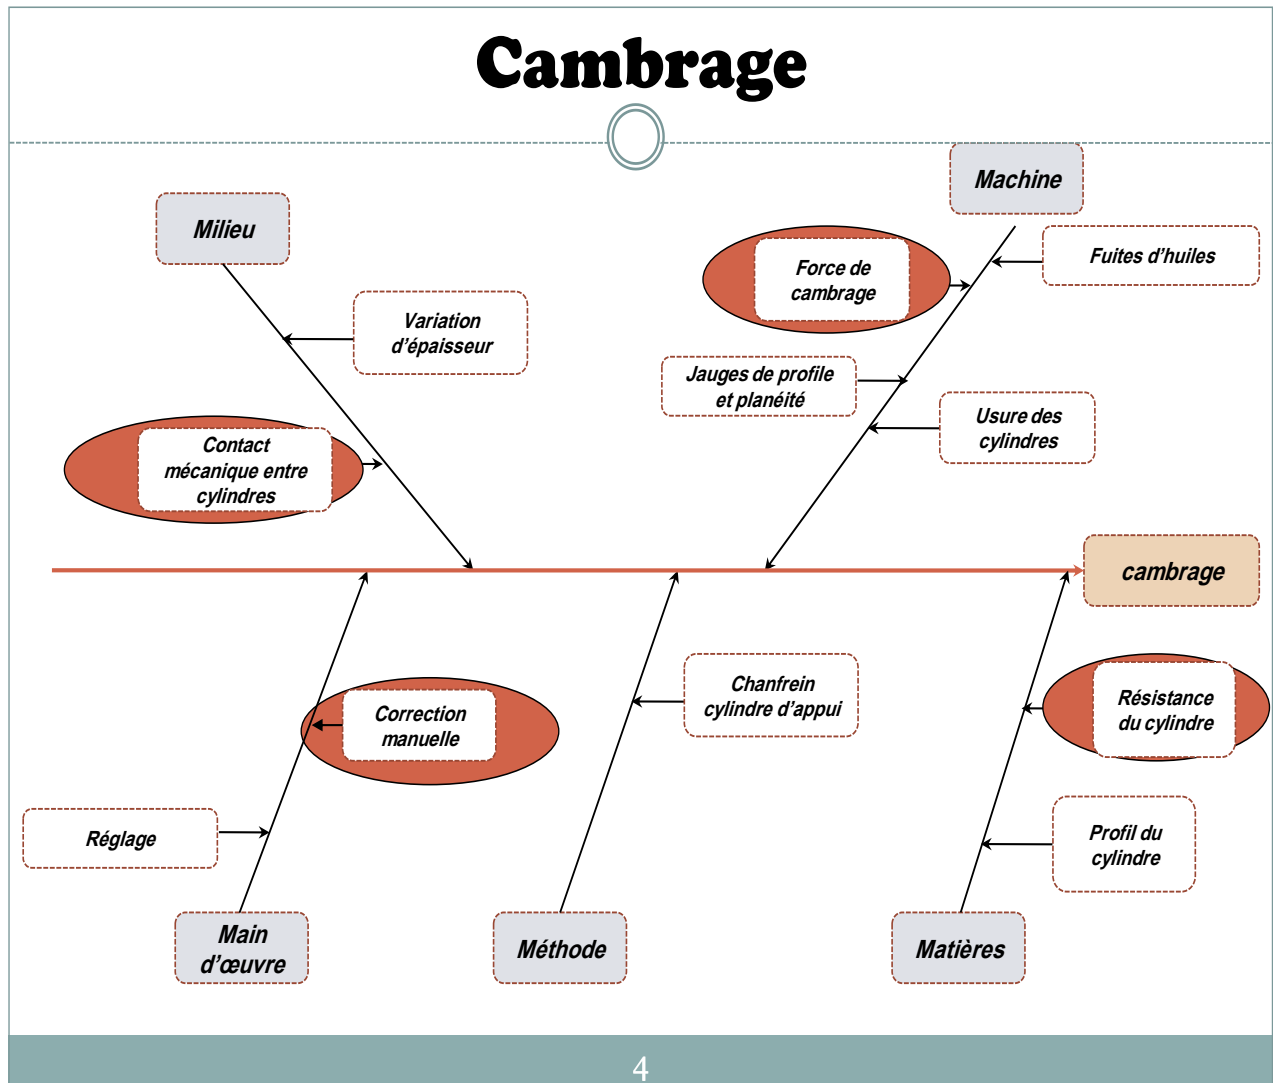 Cambrage
Machine
Milieu
Force de
cambrage
Fuites d'huiles
Variation
d'épaisseur
Jauges de profile
et planéité
Usure des
cylindres
Contact
mécanique entre
cylindres
cambrage
Correction
manuelle
Chanfrein
cylindre d'appui
Résistance
du cylindre
Réglage
Profil du
cylindre
Main
d'œuvre
Méthode
Matières
4